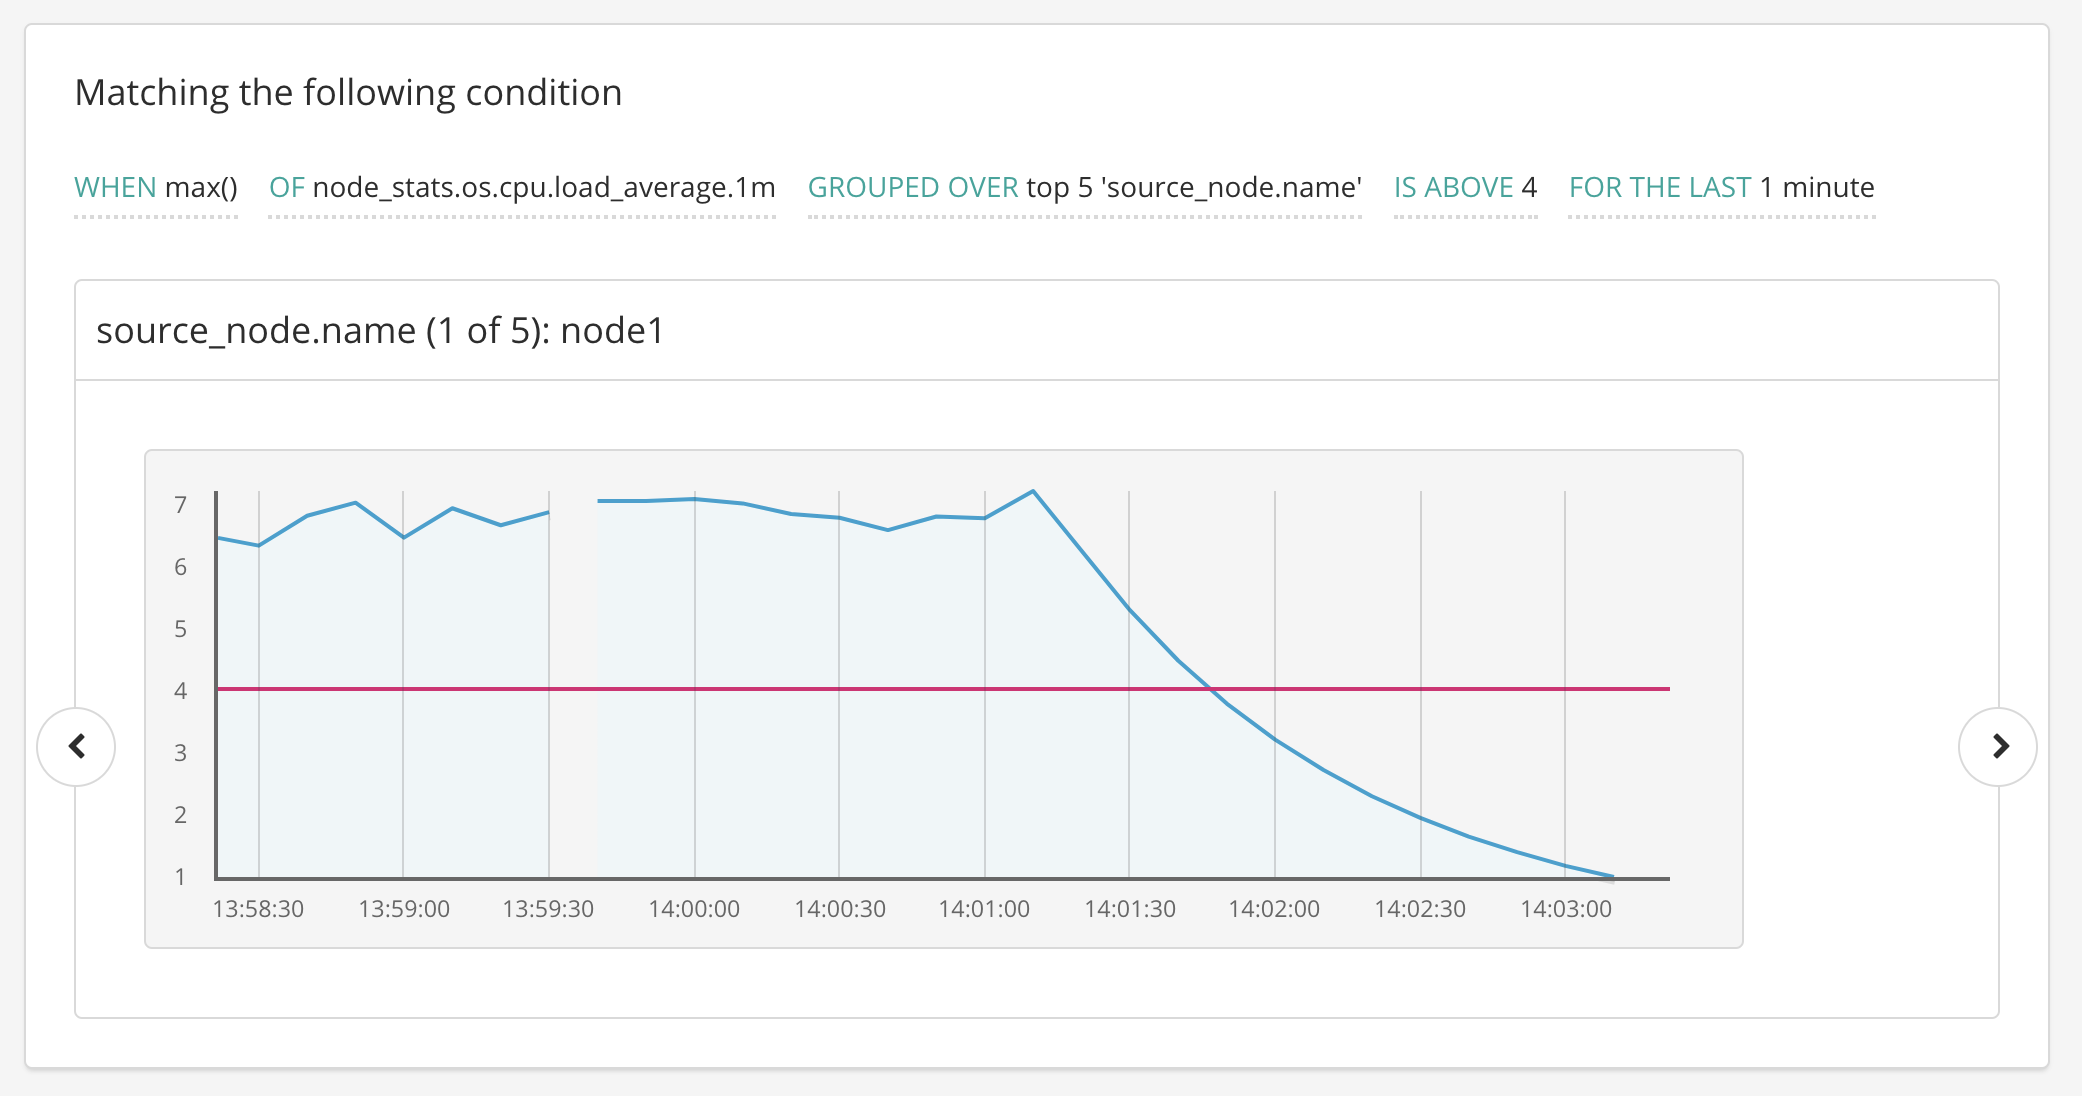 Matching the following condition
WHEN max() OF node_stats.os.cpu.load_average.1m GROUPED OVER top 5 'source_node.name' IS ABOVE 4 FOR THE LAST 1 minute
source_node.name (1 of 5): node1
7
6
5
4
3
2
1
13:58:30 13:59:00 13:59:30 14:00:00 14:00:30 14:01:00 14:01:30 14:02:00 14:02:30 14:03:00